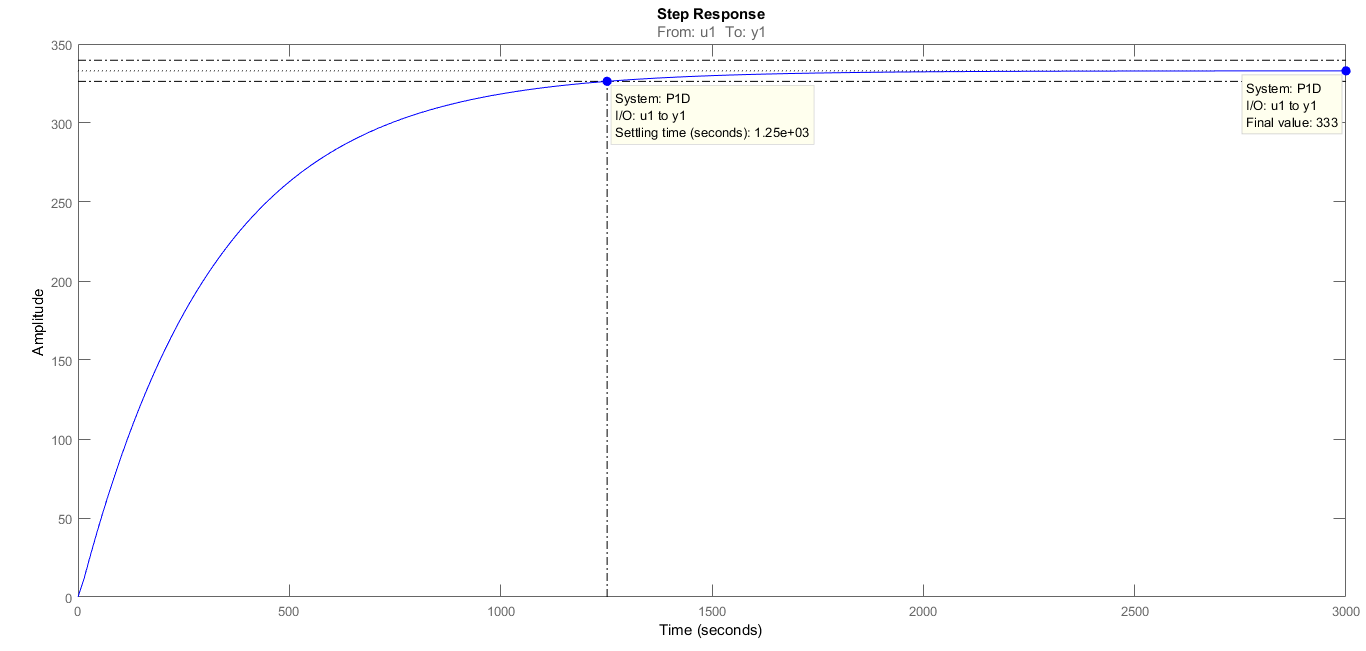 Step Response
From: u1 To: y1
350
300
250
200
150
100
50
0
Amplitude
System: P1D
I/O: u1 to y1
Settling time (seconds): 1.25e+03
System: P1D
I/O: u1 to y1
Final value: 333
0
500
1000
1500
2000
2500
3000
Time (seconds)